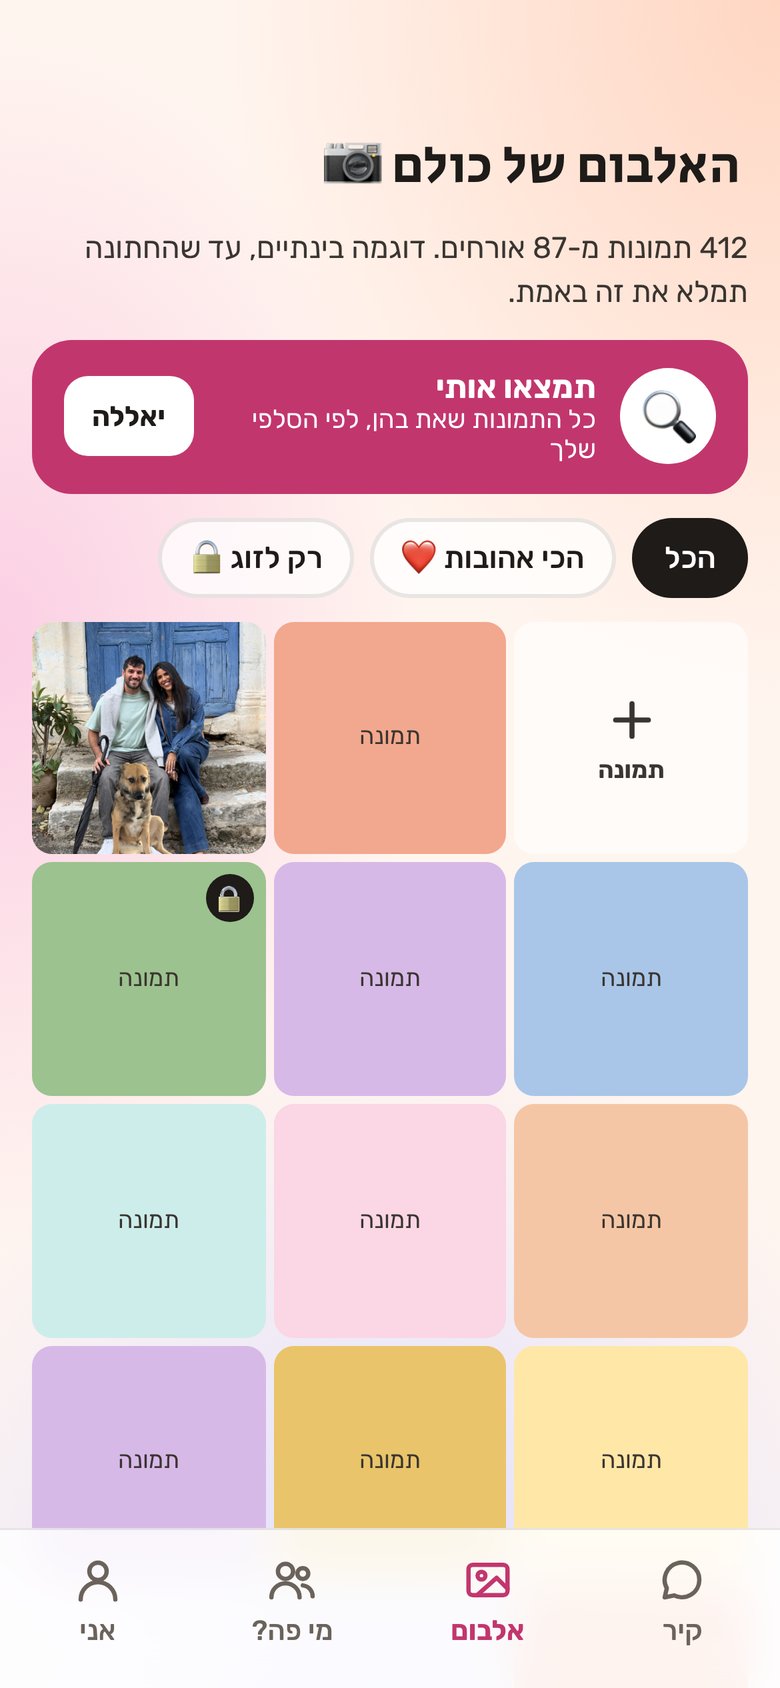 האלבום של כולם
412 תמונות מ-87 אורחים. דוגמה בינתיים, עד שהחתונה
תמלא את זה באמת.
תמצאו אותי
כל התמונות שאת בהן, לפי הסלפי
שלך
יאללה
הכל
הכי אהובות
רק לזוג
תמונה
תמונה
תמונה
תמונה
תמונה
תמונה
תמונה
תמונה
תמונה
תמונה
תמונה
קיר
אלבום
מי פה?
אני